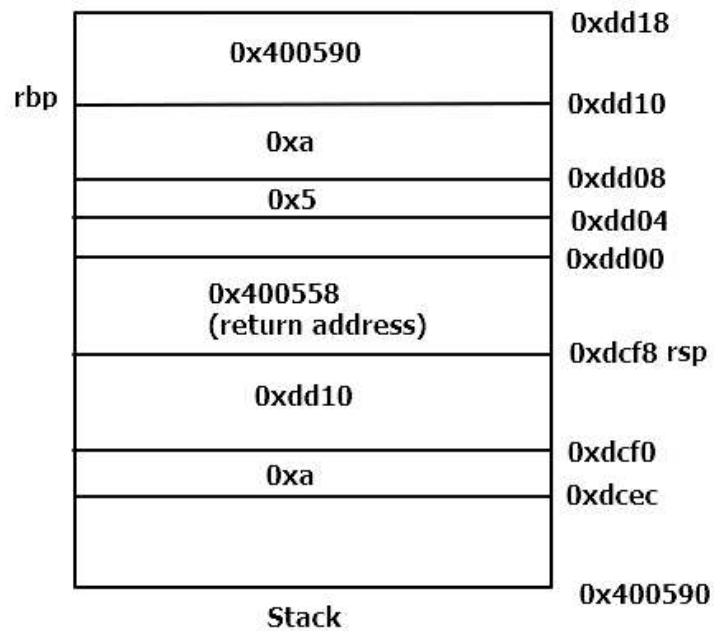 0xdd18
0x400590
rbp
0xdd10
0xa
0xdd08
0x5
0xdd04
0xdd00
0x400558
(return address)
0xdcf8 rsp
0xdd10
0xdcf0
0xa
0xdcec
0x400590
Stack